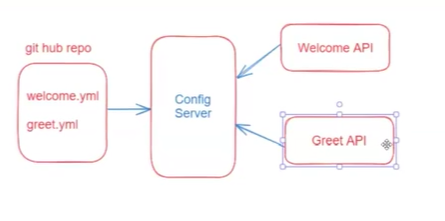 git hub repo
welcome.yml
greet.yml
Config
Server
Welcome API
Greet API